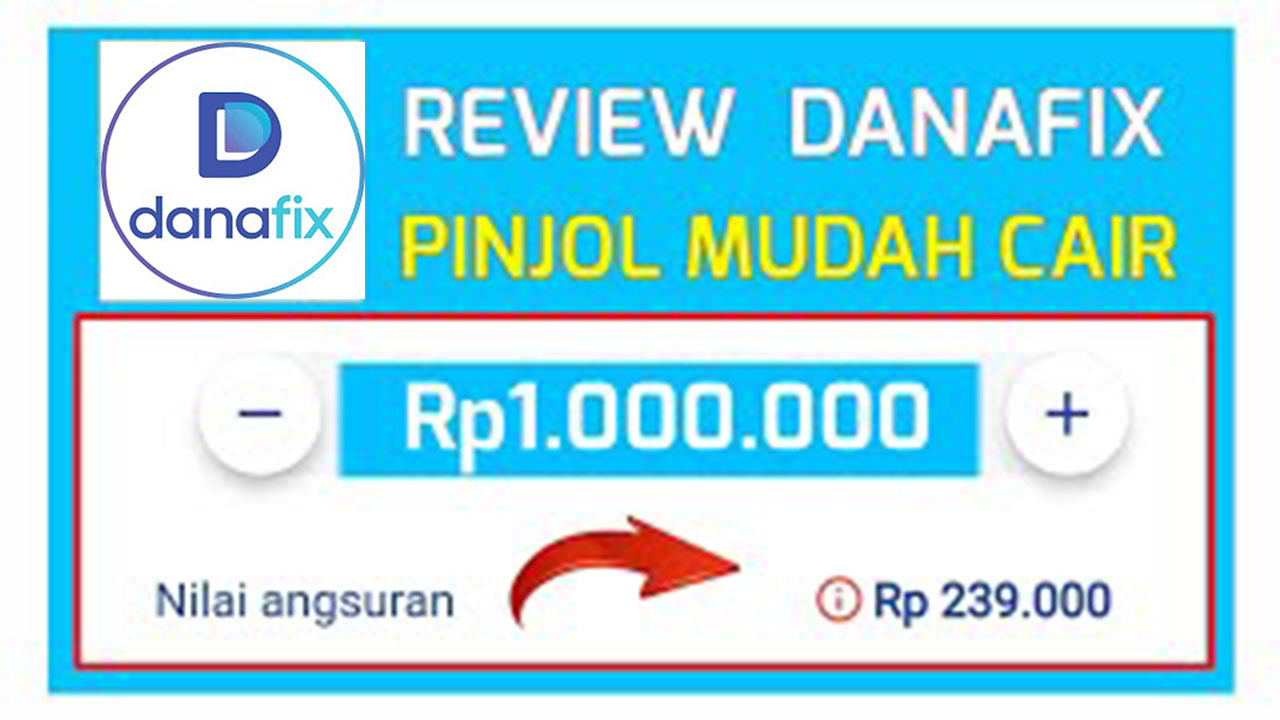 D
danafix
REVIEW DANAFIX
PINJOL MUDAH CAIR
− Rp1.000.000 +
Nilai angsuran i Rp 239.000